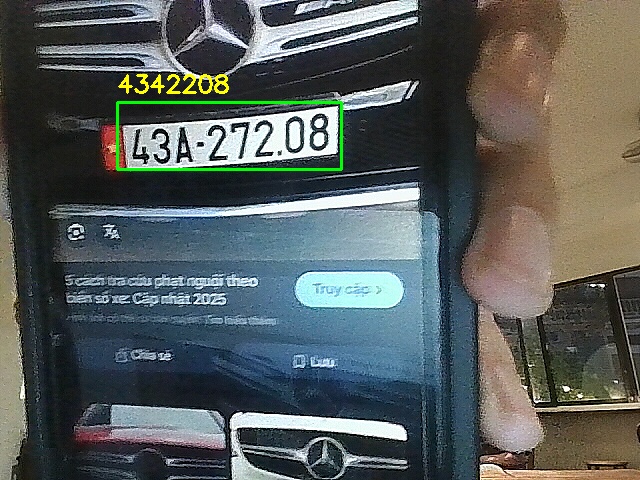 4342208
43A-272.08
5 cách tra cứu phạt nguội theo
biển số xe Cập nhật 2025
Truy cập ›
Chia sẻ
Lưu